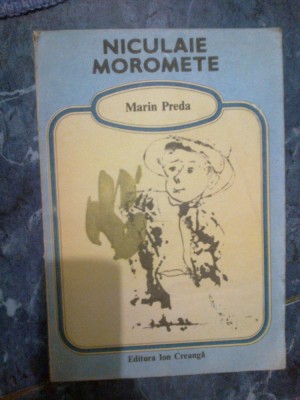 NICULAIE
MOROMETE
Marin Preda
Editura Ion Creangă